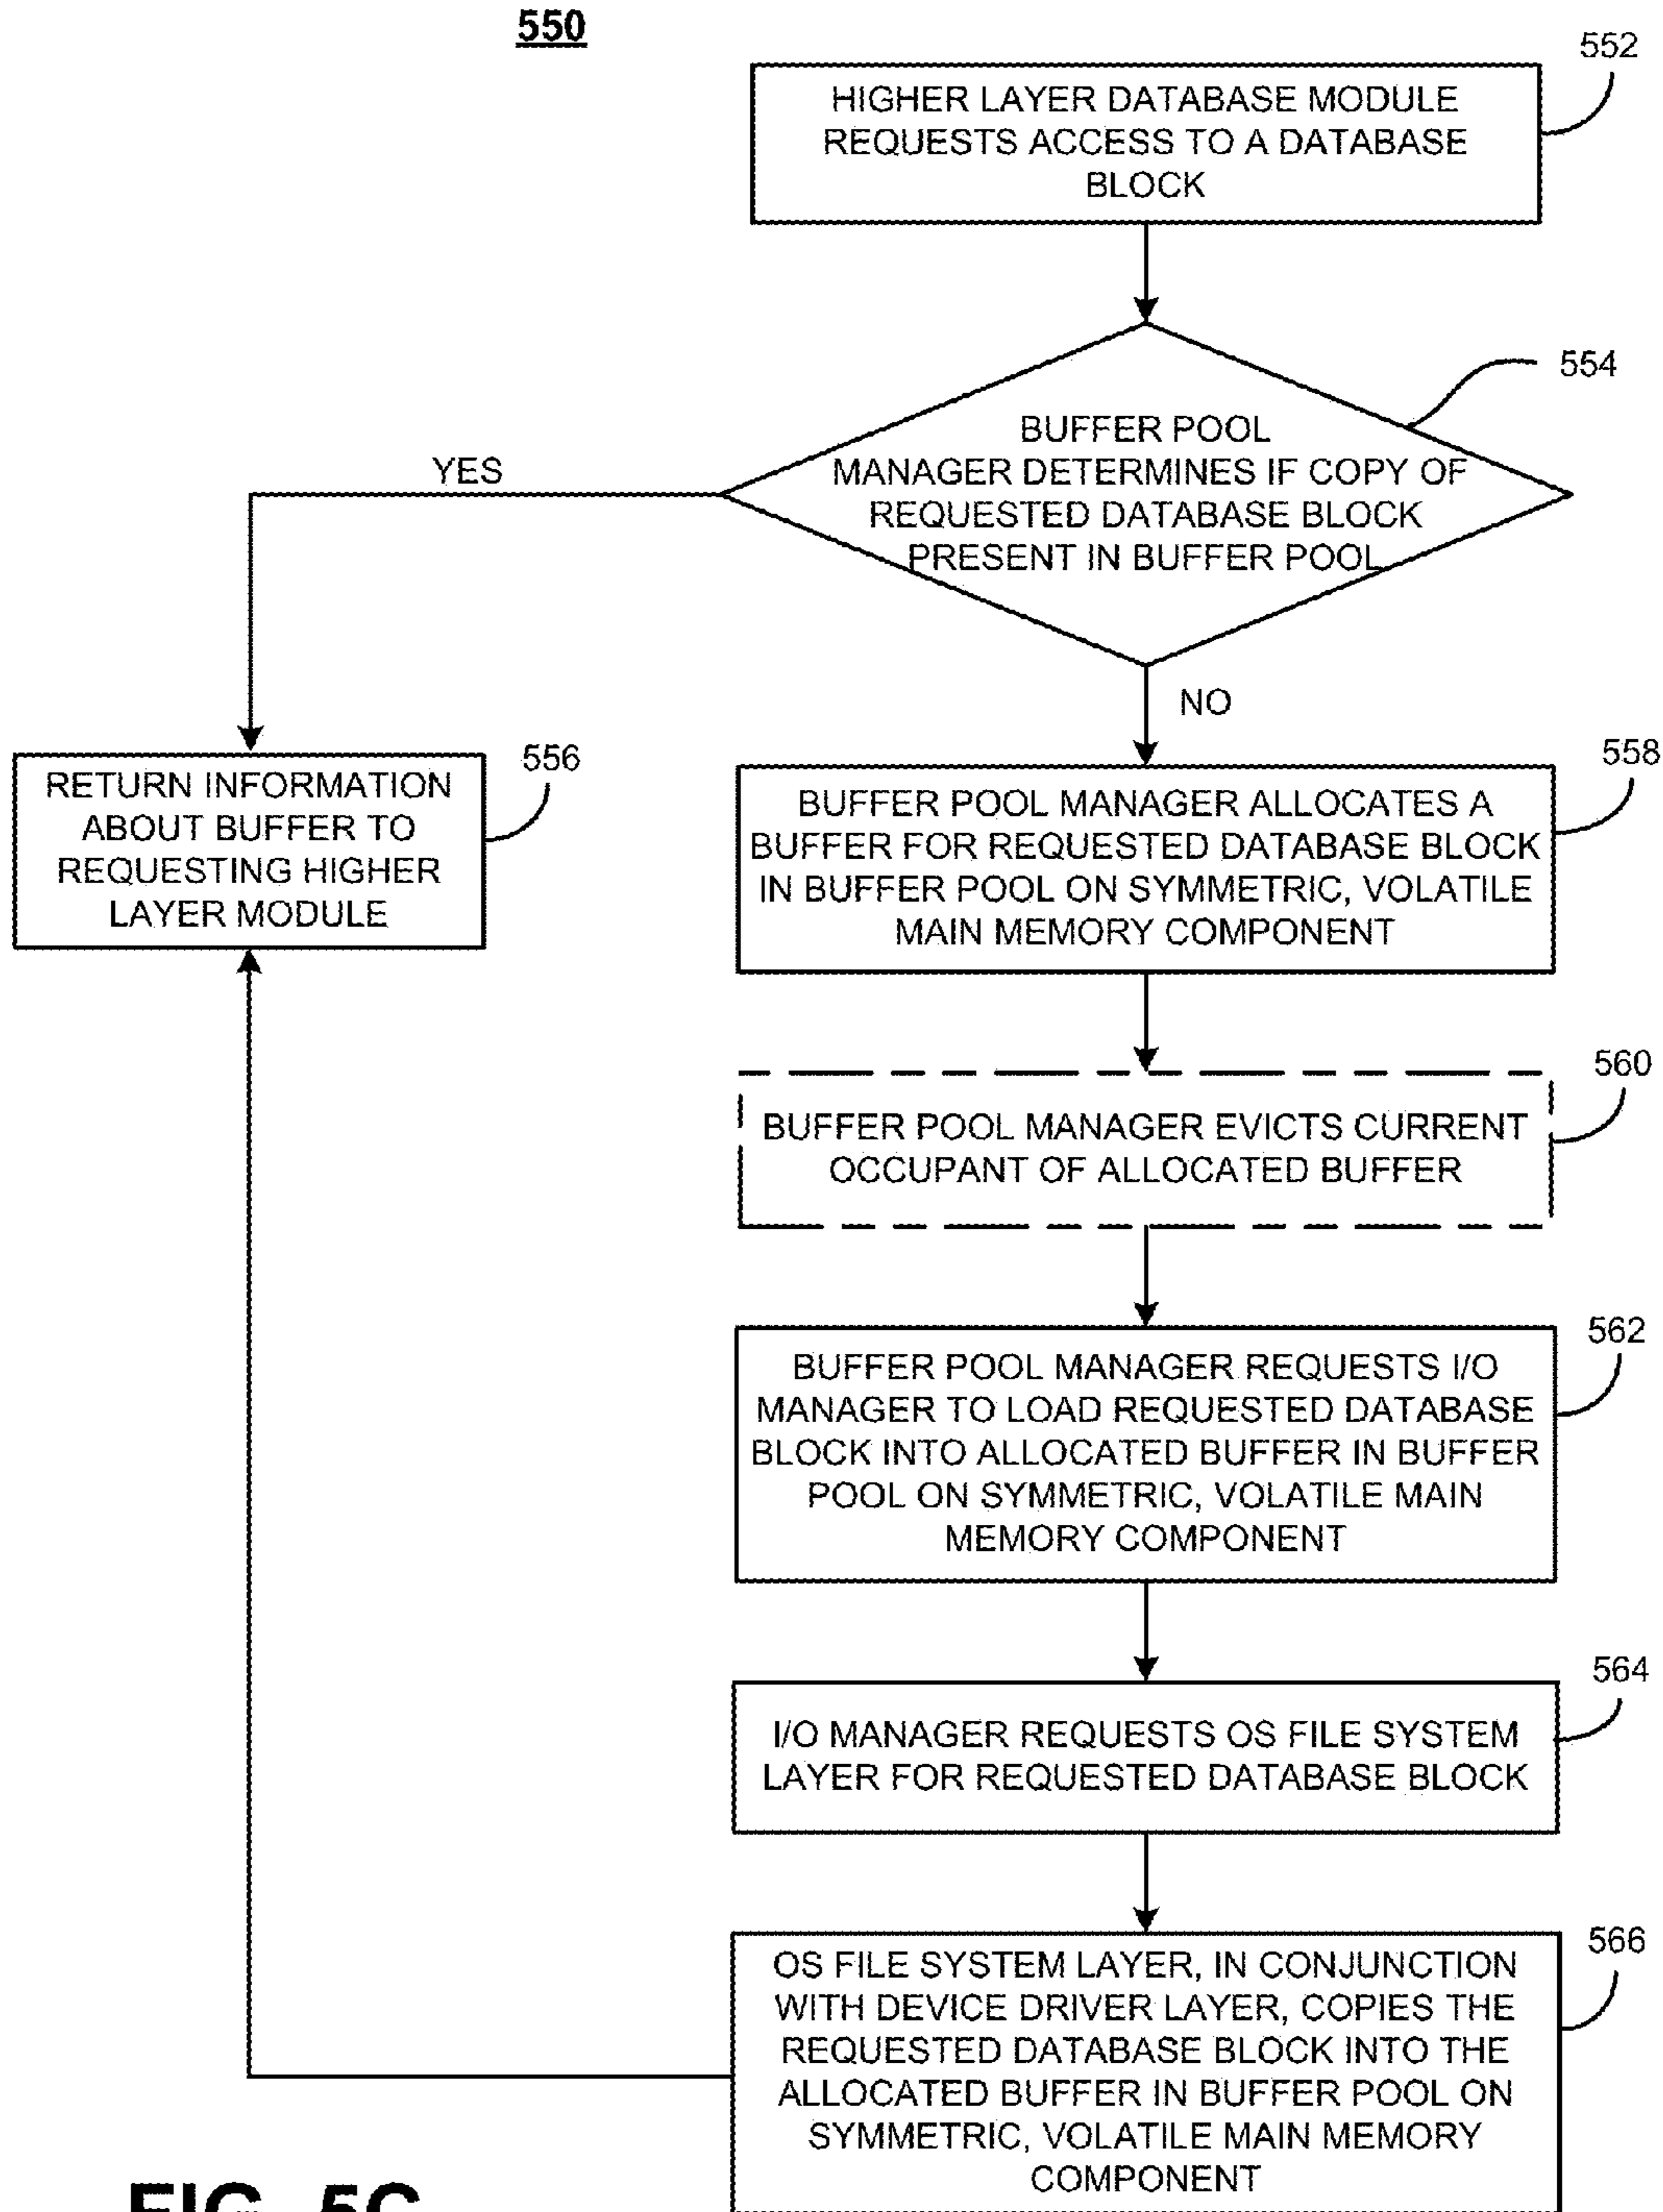 550
552
HIGHER LAYER DATABASE MODULE
REQUESTS ACCESS TO A DATABASE
BLOCK
554
BUFFER POOL
MANAGER DETERMINES IF COPY OF
REQUESTED DATABASE BLOCK
PRESENT IN BUFFER POOL
YES
NO
556
RETURN INFORMATION
ABOUT BUFFER TO
REQUESTING HIGHER
LAYER MODULE
558
BUFFER POOL MANAGER ALLOCATES A
BUFFER FOR REQUESTED DATABASE BLOCK
IN BUFFER POOL ON SYMMETRIC, VOLATILE
MAIN MEMORY COMPONENT
560
BUFFER POOL MANAGER EVICTS CURRENT
OCCUPANT OF ALLOCATED BUFFER
562
BUFFER POOL MANAGER REQUESTS I/O
MANAGER TO LOAD REQUESTED DATABASE
BLOCK INTO ALLOCATED BUFFER IN BUFFER
POOL ON SYMMETRIC, VOLATILE MAIN
MEMORY COMPONENT
564
I/O MANAGER REQUESTS OS FILE SYSTEM
LAYER FOR REQUESTED DATABASE BLOCK
566
OS FILE SYSTEM LAYER, IN CONJUNCTION
WITH DEVICE DRIVER LAYER, COPIES THE
REQUESTED DATABASE BLOCK INTO THE
ALLOCATED BUFFER IN BUFFER POOL ON
SYMMETRIC, VOLATILE MAIN MEMORY
COMPONENT
FIG. 5C